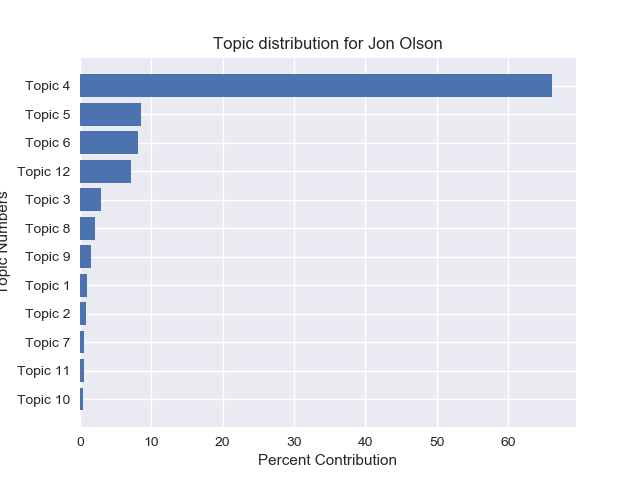 Topic distribution for Jon Olson
Topic 4
Topic 5
Topic 6
Topic 12
Topic 3
Topic 8
Topic 9
Topic 1
Topic 2
Topic 7
Topic 11
Topic 10
Topic Numbers
0 10 20 30 40 50 60
Percent Contribution